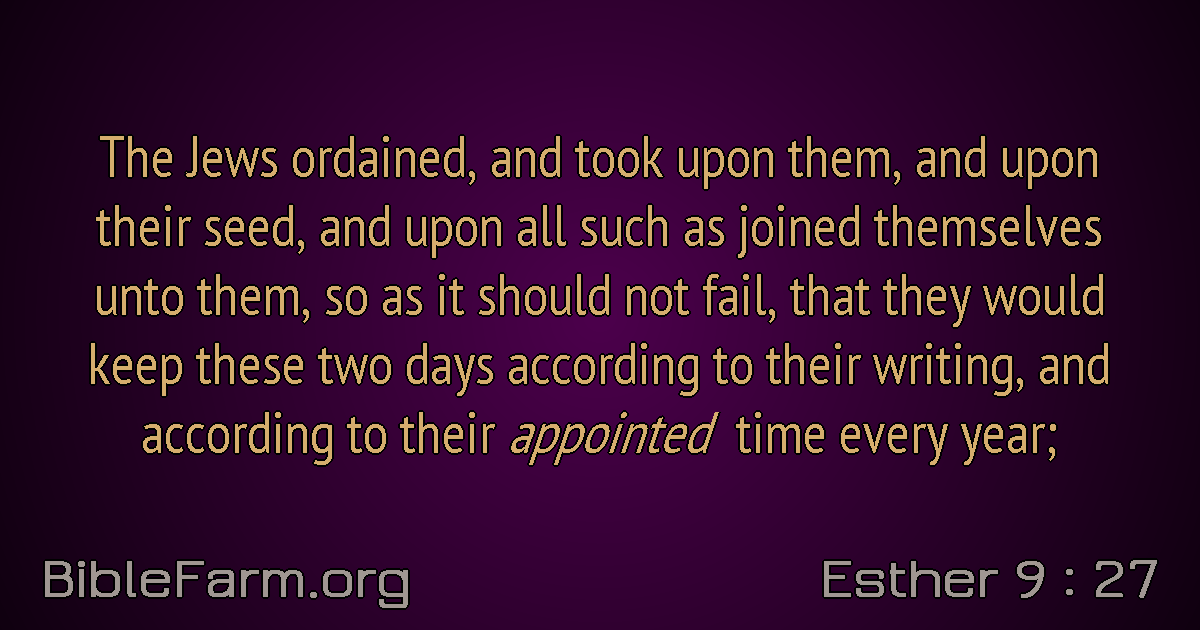 The Jews ordained, and took upon them, and upon
their seed, and upon all such as joined themselves
unto them, so as it should not fail, that they would
keep these two days according to their writing, and
according to their appointed time every year;
BibleFarm.org
Esther 9 : 27